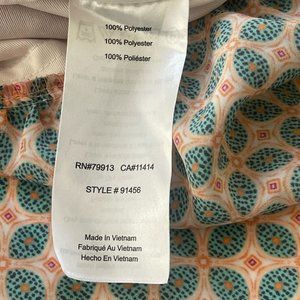 100% Polyester
100% Polyester
100% Poliéster
RN#79913 CA#11414
STYLE # 91456
Made In Vietnam
Fabriqué Au Vietnam
Hecho En Vietnam